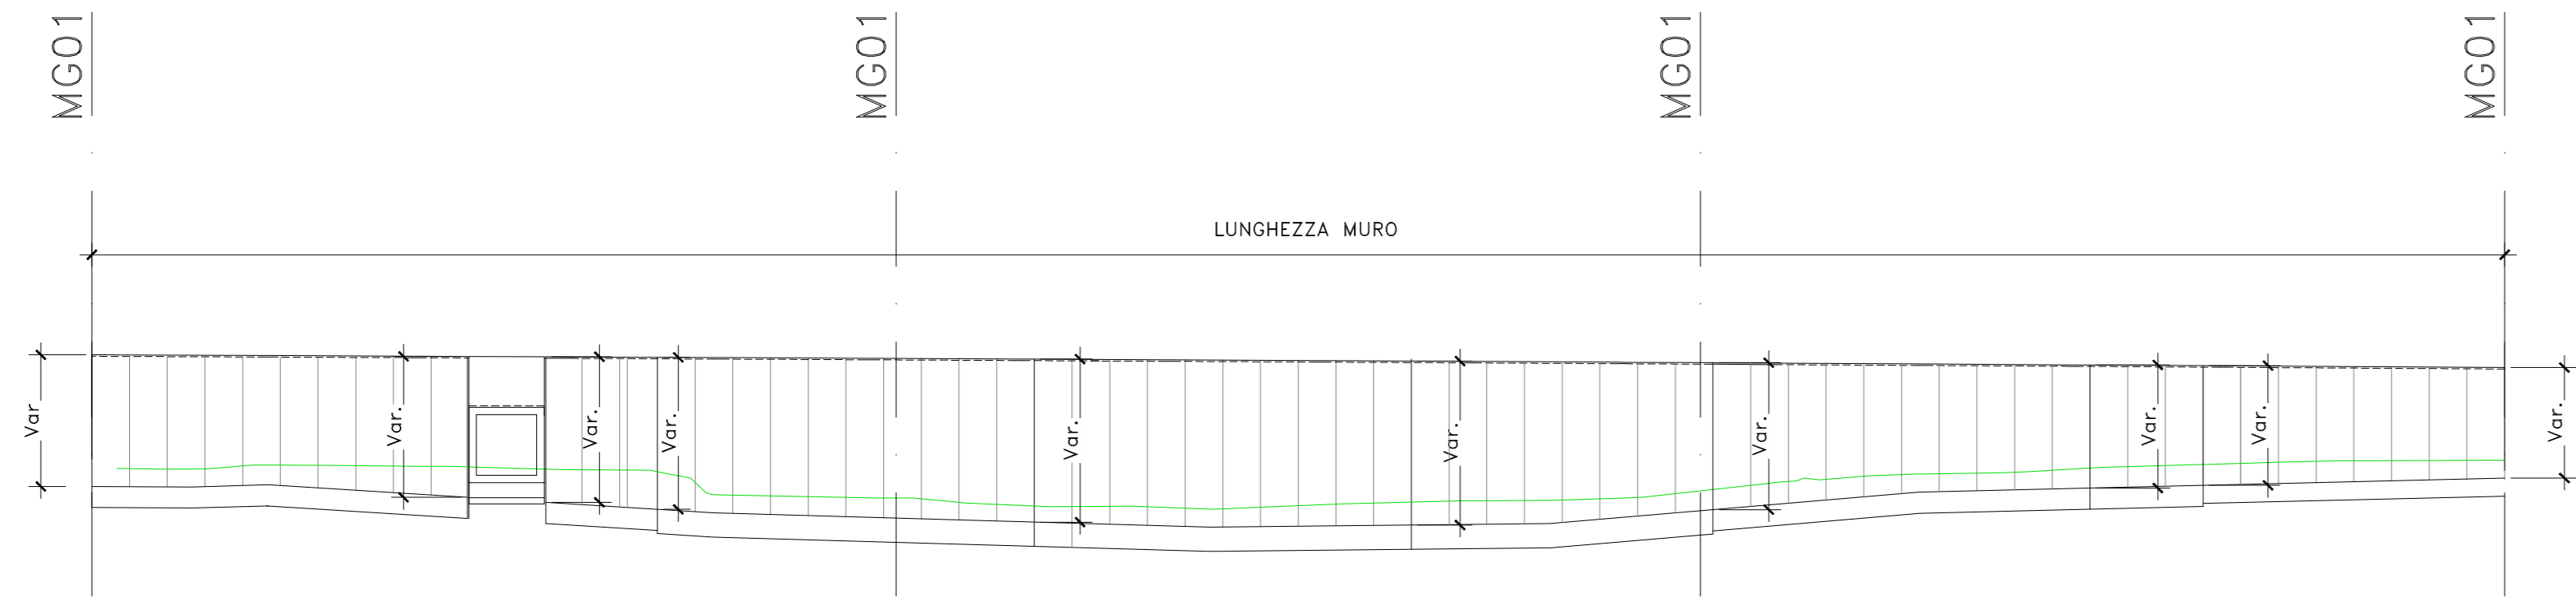 MG01
MG01
MG01
MG01
LUNGHEZZA MURO
Var
Var.
Var.
Var.
Var.
Var.
Var.
Var.
Var.
Var.